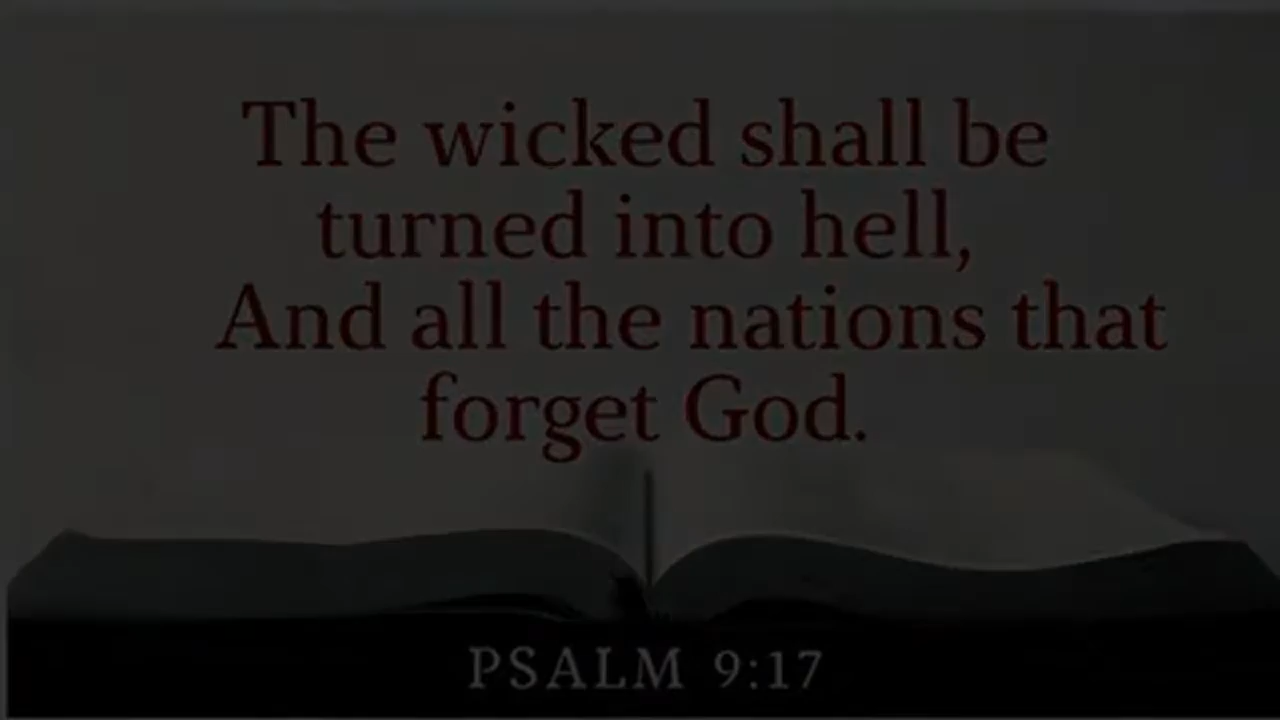 The wicked shall be
turned into hell,
And all the nations that
forget God.
PSALM 9:17